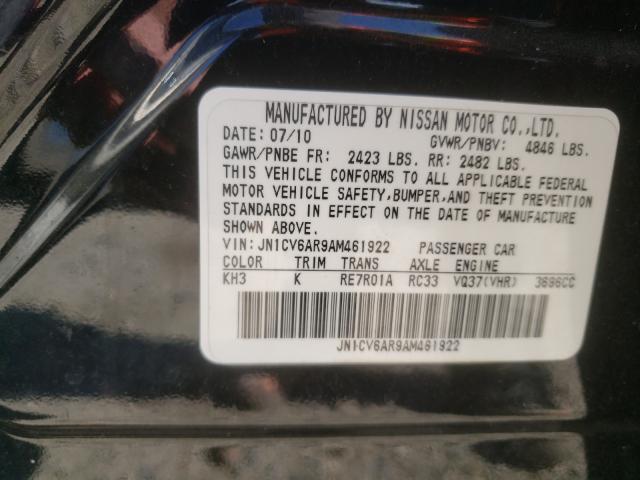 MANUFACTURED BY NISSAN MOTOR CO.,LTD.
DATE: 07/10 GVWR/PNBV: 4846 LBS.
GAWR/PNBE FR: 2423 LBS. RR: 2482 LBS.
THIS VEHICLE CONFORMS TO ALL APPLICABLE FEDERAL
MOTOR VEHICLE SAFETY,BUMPER,AND THEFT PREVENTION
STANDARDS IN EFFECT ON THE DATE OF MANUFACTURE
SHOWN ABOVE.
VIN: JN1CV6AR9AM461922 PASSENGER CAR
COLOR TRIM TRANS AXLE ENGINE
KH3 K RE7R01A RC33 VQ37(VHR) 3696CC
JN1CV6AR9AM461922